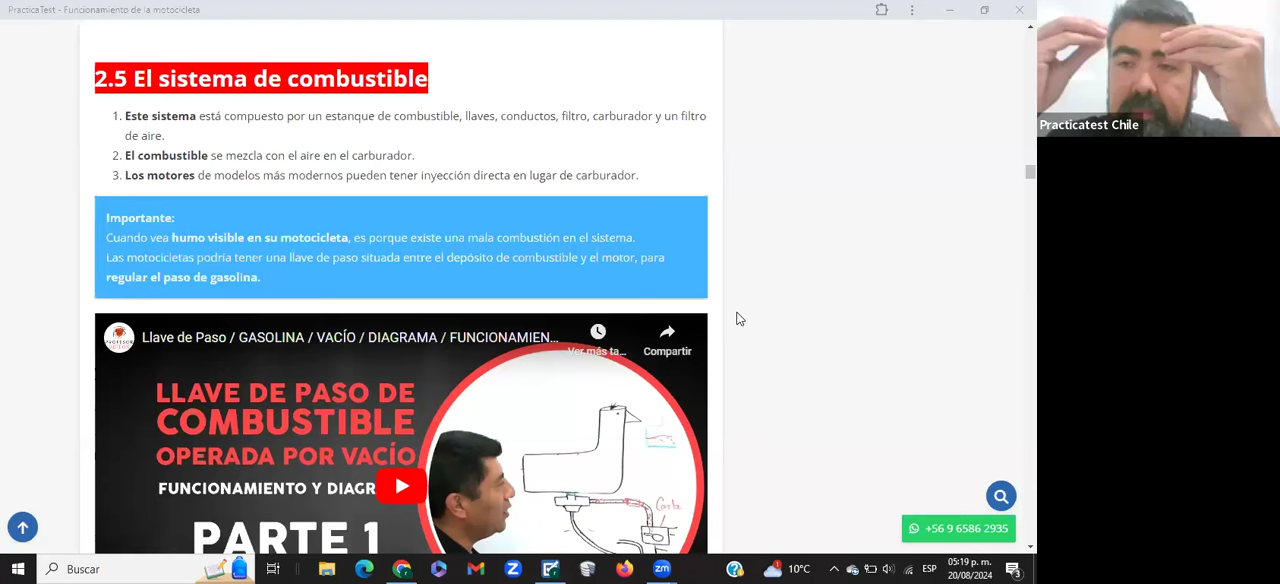 PracticaTest - Funcionamiento de la motocicleta
2.5 El sistema de combustible
1. Este sistema está compuesto por un estanque de combustible, llaves, conductos, filtro, carburador y un filtro
de aire.
2. El combustible se mezcla con el aire en el carburador.
3. Los motores de modelos más modernos pueden tener inyección directa en lugar de carburador.
Importante:
Cuando vea humo visible en su motocicleta, es porque existe una mala combustión en el sistema.
Las motocicletas podría tener una llave de paso situada entre el depósito de combustible y el motor, para
regular el paso de gasolina.
Llave de Paso / GASOLINA / VACÍO / DIAGRAMA / FUNCIONAMIEN...
Ver más ta...
Compartir
LLAVE DE PASO DE
COMBUSTIBLE
OPERADA POR VACÍO
FUNCIONAMIENTO Y DIAGR
PARTE 1
Practicatest Chile
+56 9 6586 2935
Buscar
10°C
ESP
05:19 p. m.
20/08/2024
3